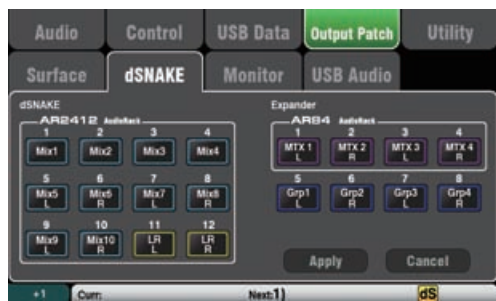 Audio Control USB Data Output Patch Utility
Surface dSNAKE Monitor USB Audio
dSNAKE Expander
AR2412 AudioRack AR84 AudioRack
1 2 3 4 1 2 3 4
Mix1 Mix2 Mix3 Mix4 MTX 1 L MTX 2 R MTX 3 L MTX 4 R
5 6 7 8 5 6 7 8
Mix5 L Mix6 R Mix7 L Mix8 R Grp1 L Grp2 R Grp3 L Grp4 R
9 10 11 12
Mix9 L Mix10 R LR L LR R
Apply Cancel
+1 Curr: Next:1) dS